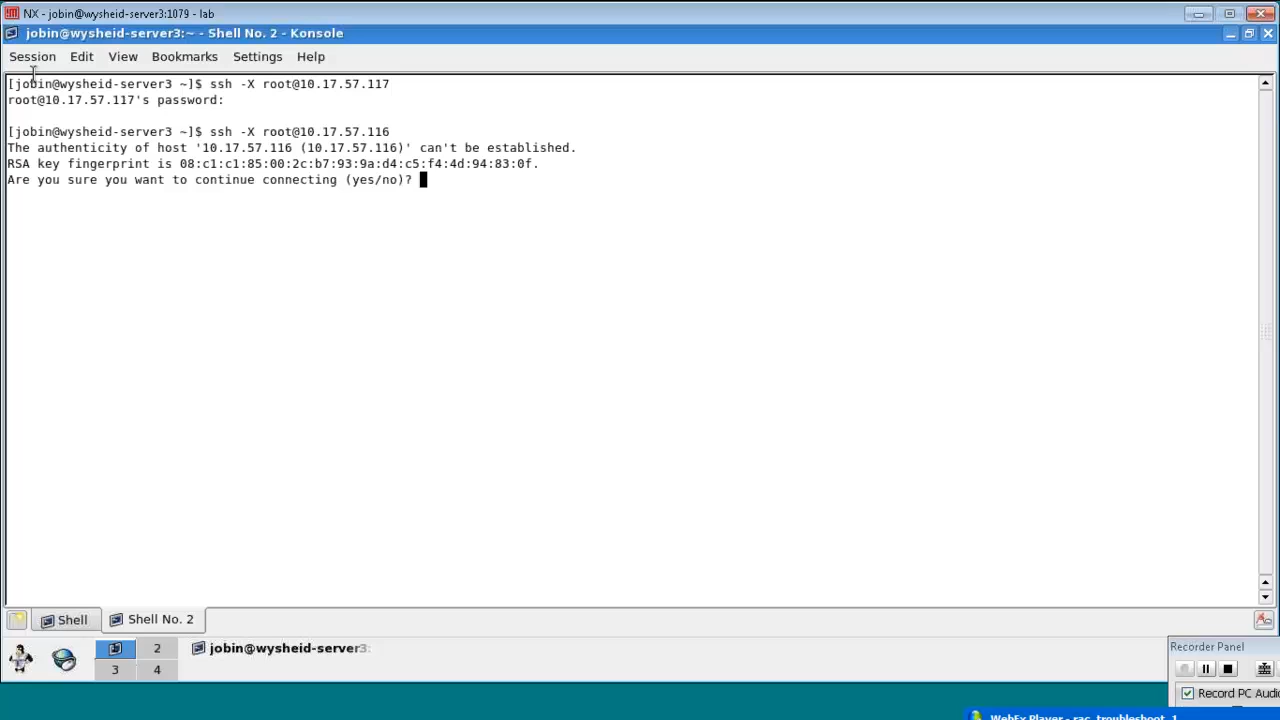 NX - jobin@wysheid-server3:1079 - lab
jobin@wysheid-server3:~ - Shell No. 2 - Konsole
Session Edit View Bookmarks Settings Help
[jobin@wysheid-server3 ~]$ ssh -X root@10.17.57.117
root@10.17.57.117's password:
[jobin@wysheid-server3 ~]$ ssh -X root@10.17.57.116
The authenticity of host '10.17.57.116 (10.17.57.116)' can't be established.
RSA key fingerprint is 08:c1:c1:85:00:2c:b7:93:9a:d4:c5:f4:4d:94:83:0f.
Are you sure you want to continue connecting (yes/no)?
Shell Shell No. 2
2 jobin@wysheid-server3:
3 4
Recorder Panel
Record PC Audio
WebEx Player - rac_troubleshoot_1